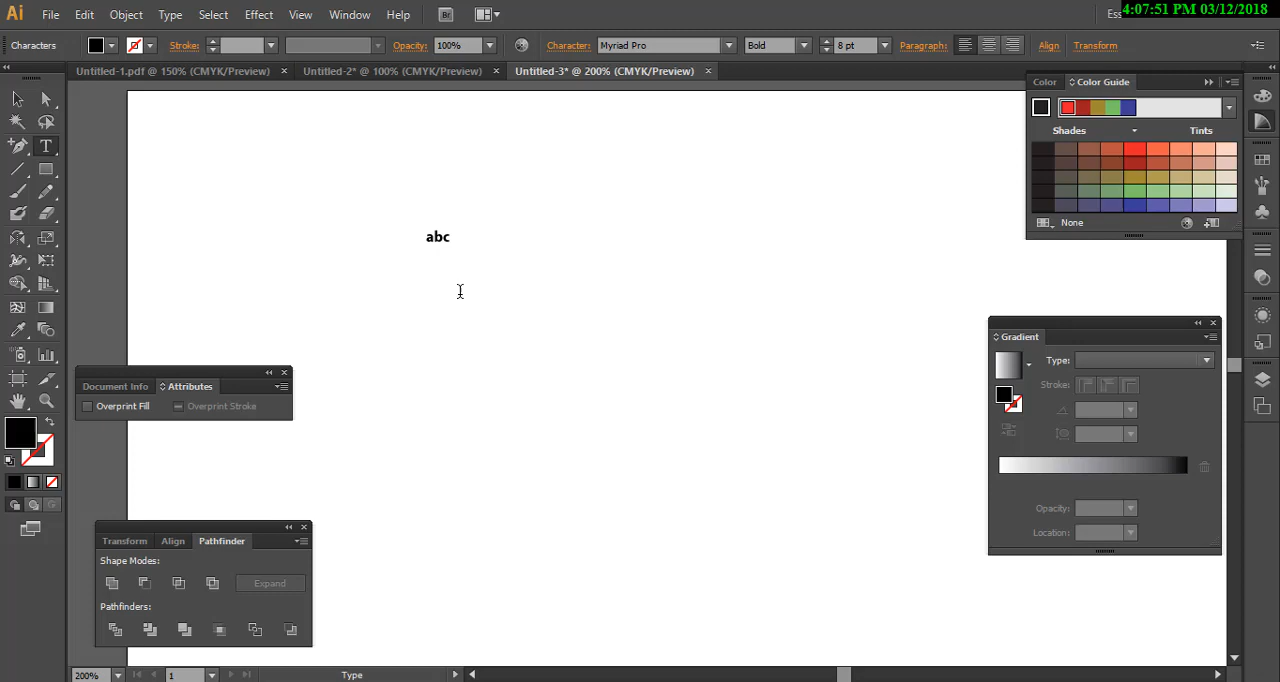 4:07:51 PM 03/12/2018
Ai File Edit Object Type Select Effect View Window Help Br
Characters Stroke: Opacity: 100% Character: Myriad Pro Bold 8 pt Paragraph: Align Transform
Untitled-1.pdf @ 150% (CMYK/Preview) × Untitled-2* @ 100% (CMYK/Preview) × Untitled-3* @ 200% (CMYK/Preview) ×
Color Color Guide
Shades Tints
None
abc
Gradient
Type:
Stroke:
Opacity:
Location:
Document Info Attributes
Overprint Fill Overprint Stroke
Transform Align Pathfinder
Shape Modes:
Expand
Pathfinders:
200% 1 Type